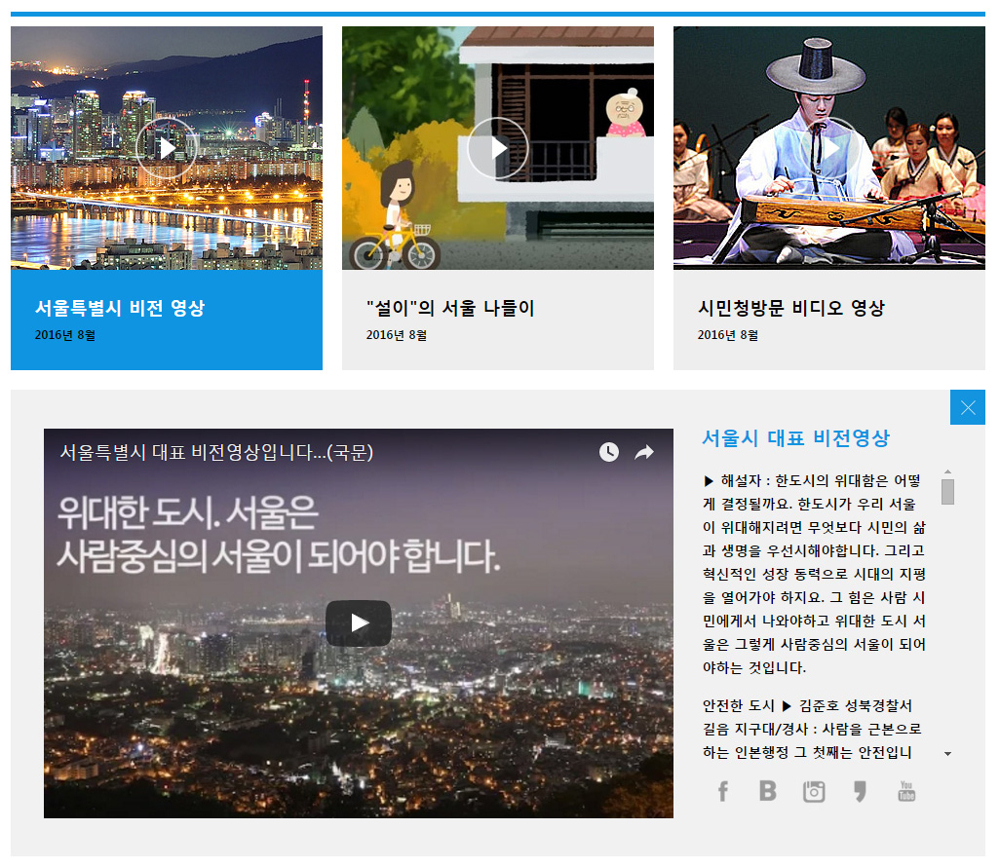 서울특별시 비전 영상
2016년 8월
"설이"의 서울 나들이
2016년 8월
시민청방문 비디오 영상
2016년 8월
서울특별시 대표 비전영상입니다...(국문)
위대한 도시. 서울은
사람중심의 서울이 되어야 합니다.
서울시 대표 비전영상
▶ 해설자 : 한도시의 위대함은 어떻
게 결정될까요. 한도시가 우리 서울
이 위대해지려면 무엇보다 시민의 삶
과 생명을 우선시해야합니다. 그리고
혁신적인 성장 동력으로 시대의 지평
을 열어가야 하지요. 그 힘은 사람 시
민에게서 나와야하고 위대한 도시 서
울은 그렇게 사람중심의 서울이 되어
야하는 것입니다.
안전한 도시 ▶ 김준호 성북경찰서
길음 지구대/경사 : 사람을 근본으로
하는 인본행정 그 첫째는 안전입니
f B You Tube